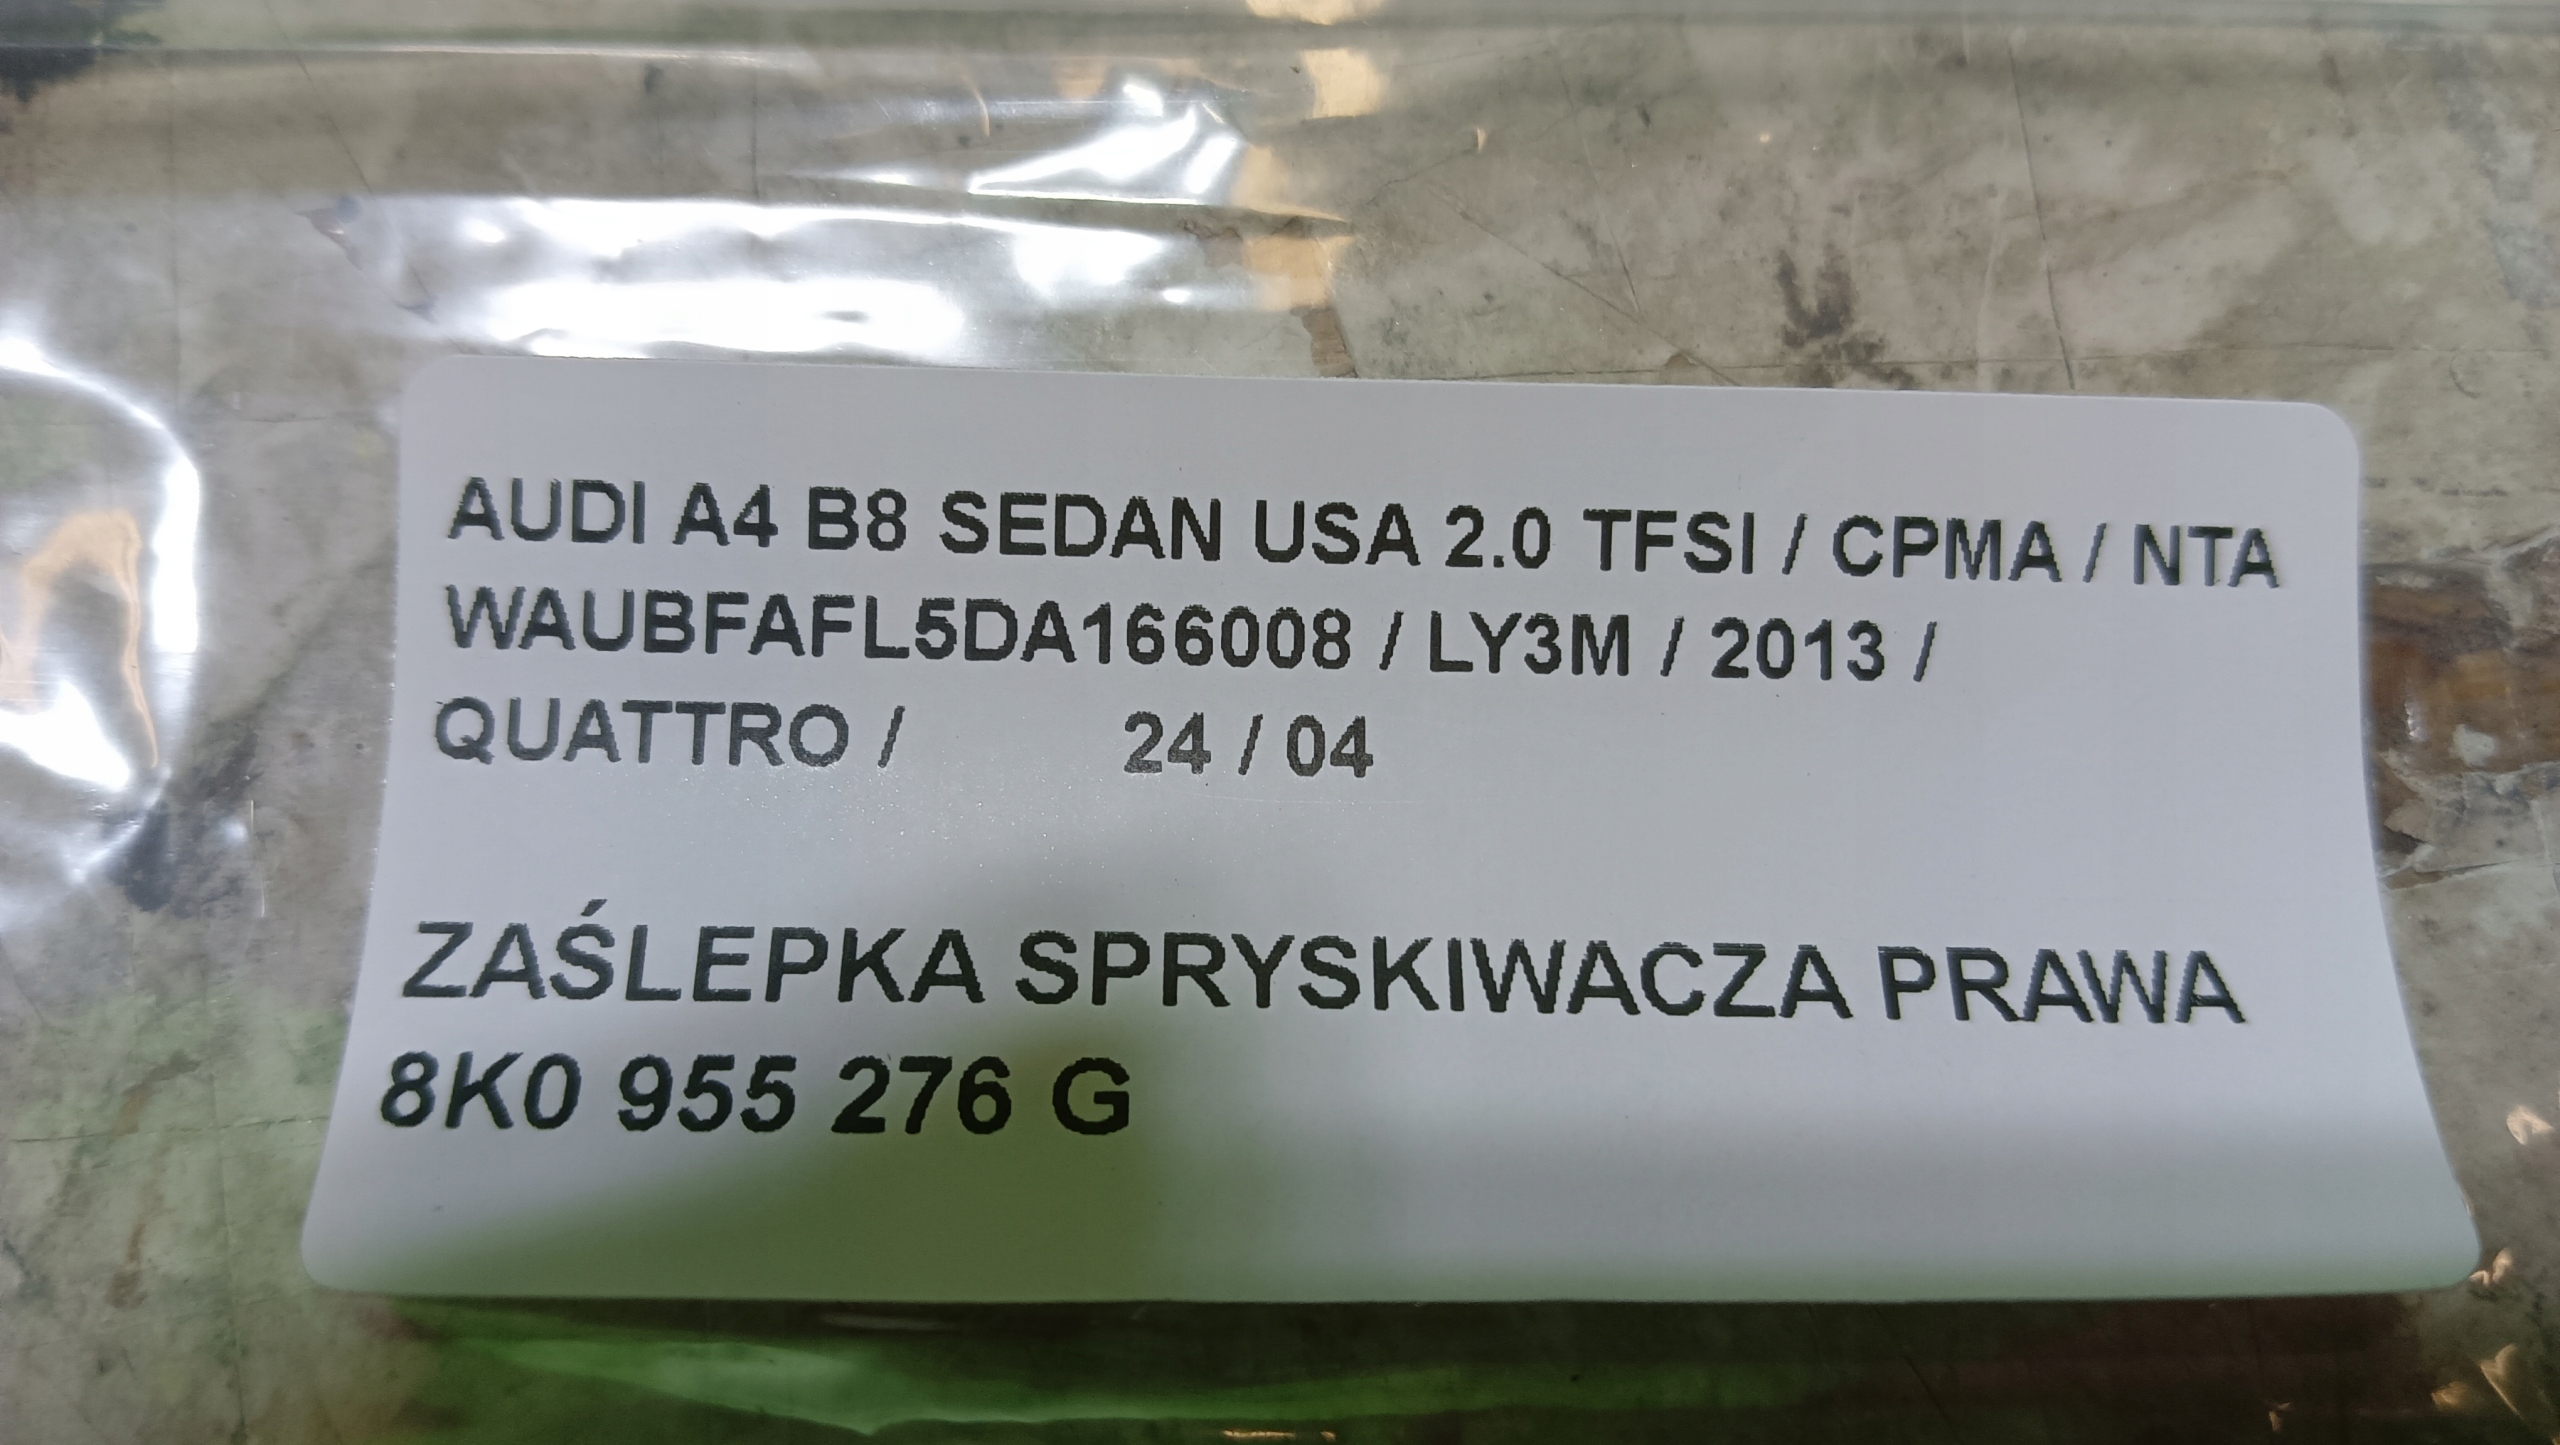 AUDI A4 B8 SEDAN USA 2.0 TFSI / CPMA / NTA
WAUBFAFL5DA166008 / LY3M / 2013 /
QUATTRO / 24 / 04
ZAŚLEPKA SPRYSKIWACZA PRAWA
8K0 955 276 G